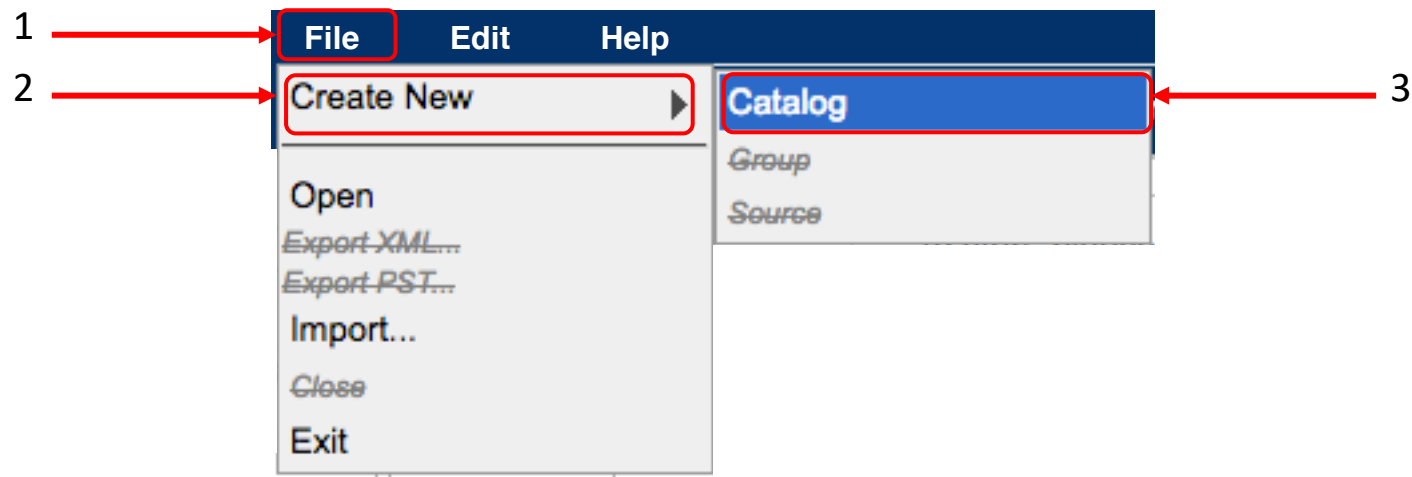 1
File Edit Help
2
Create New
Catalog
3
Group
Source
Open
Export XML...
Export PST...
Import...
Close
Exit